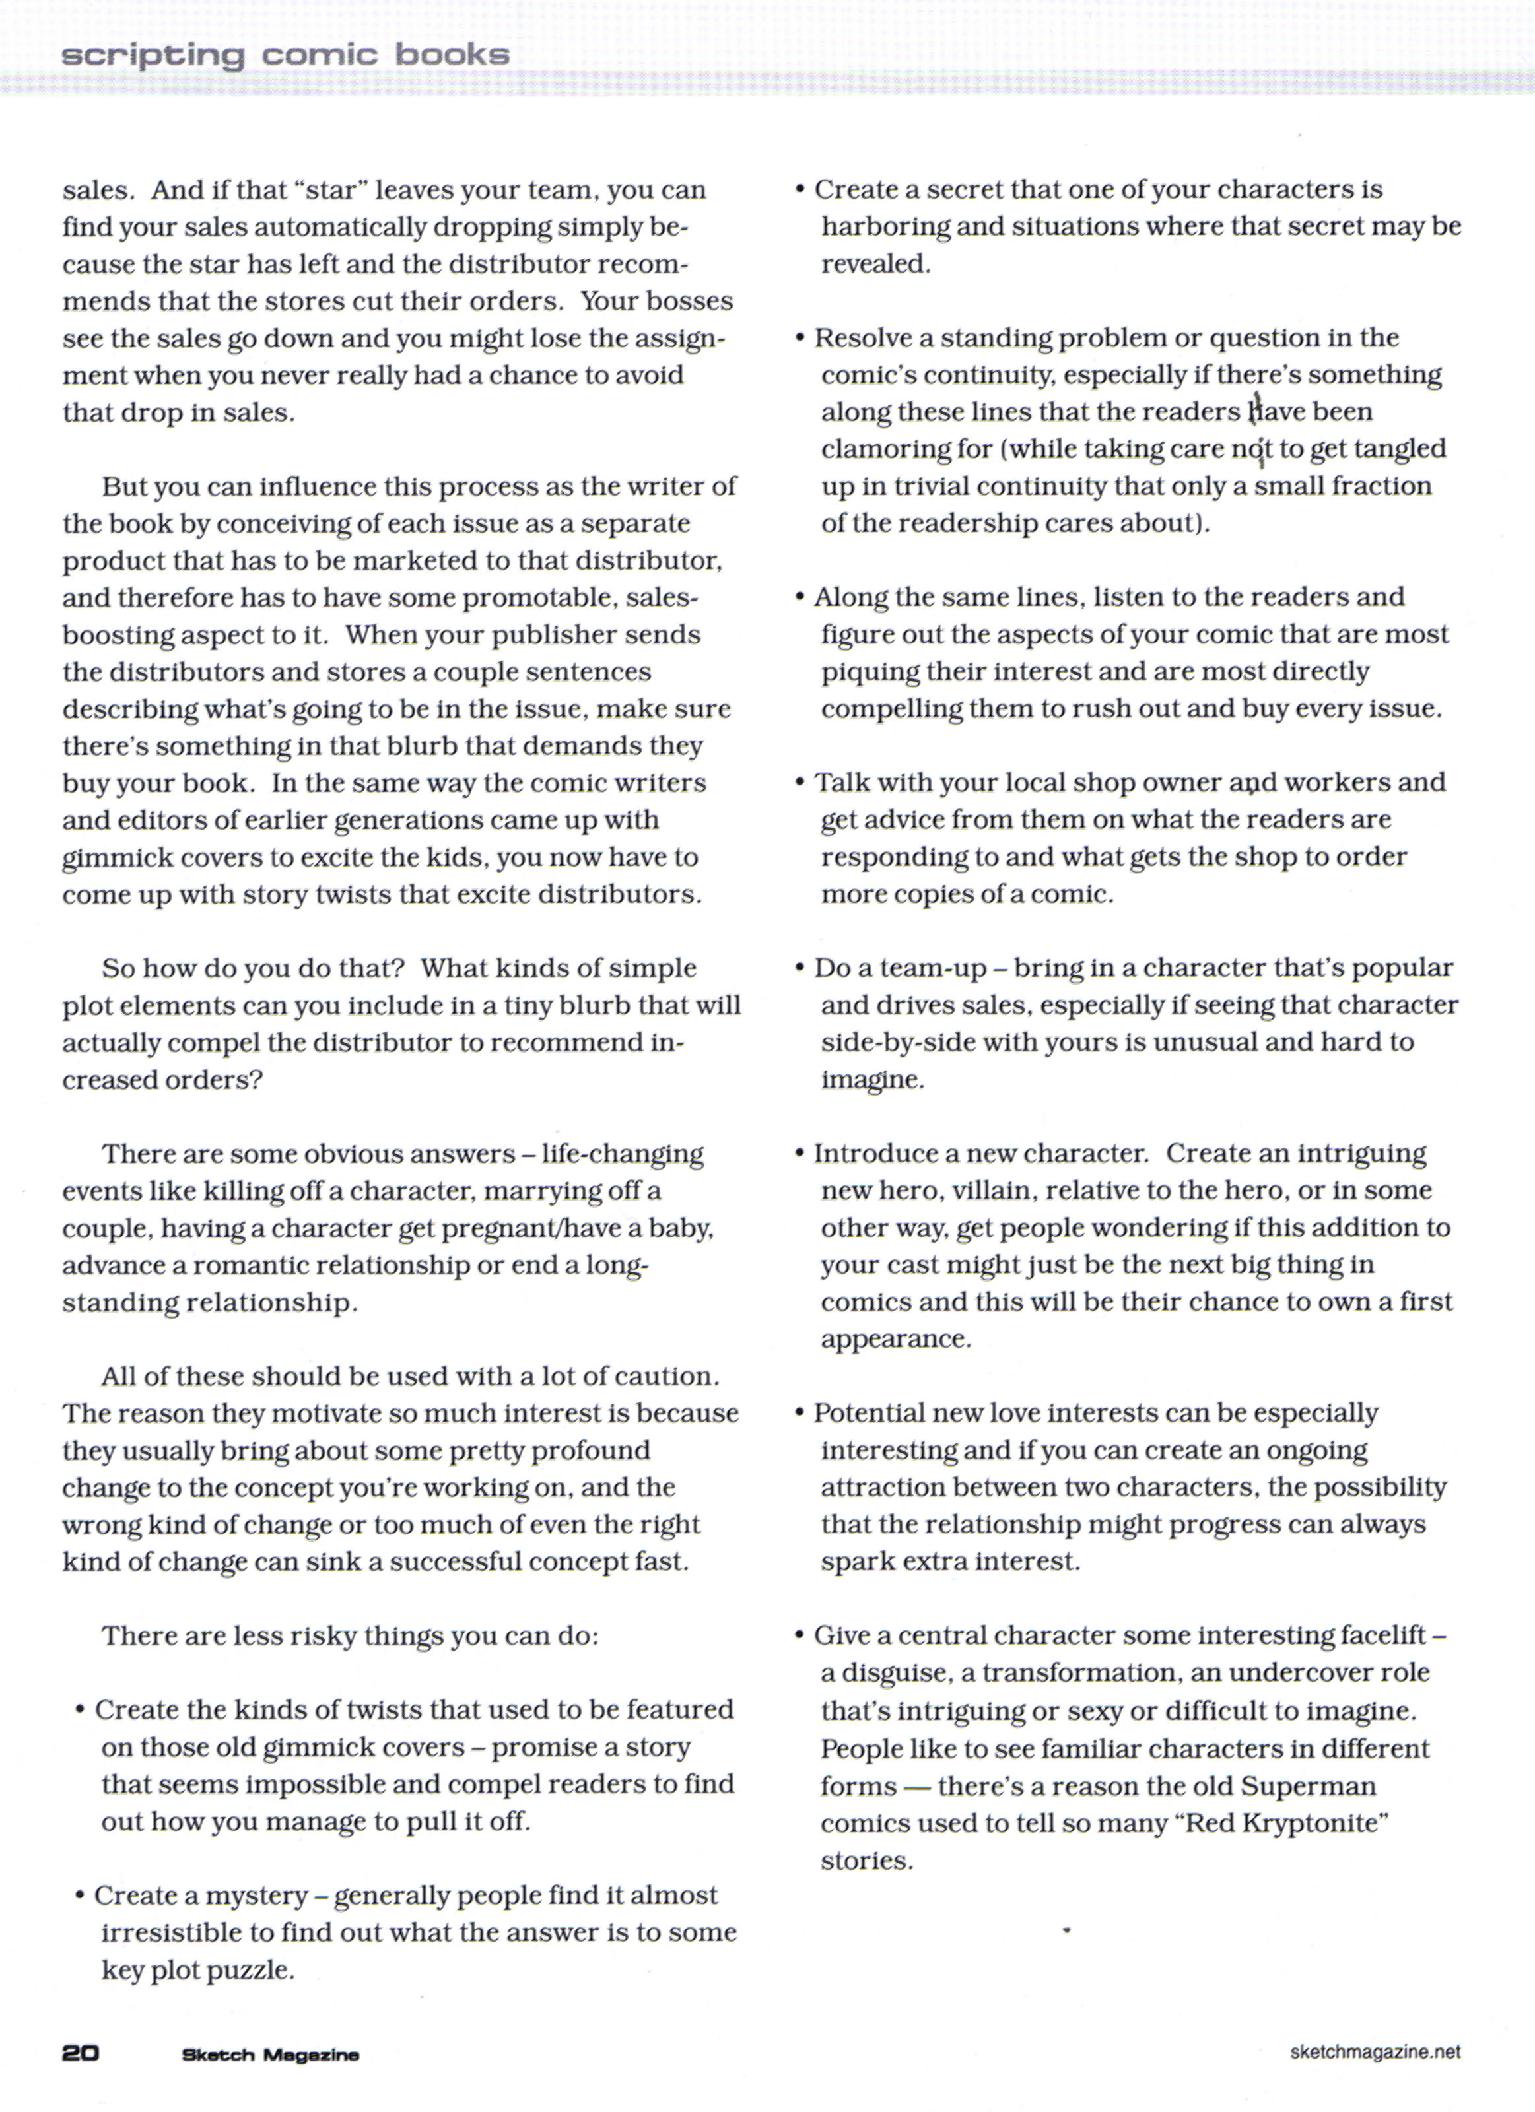 scripting comic books
sales.  And if that “star” leaves your team, you can
find your sales automatically dropping simply be-
cause the star has left and the distributor recom-
mends that the stores cut their orders.  Your bosses
see the sales go down and you might lose the assign-
ment when you never really had a chance to avoid
that drop in sales.
But you can influence this process as the writer of
the book by conceiving of each issue as a separate
product that has to be marketed to that distributor,
and therefore has to have some promotable, sales-
boosting aspect to it.  When your publisher sends
the distributors and stores a couple sentences
describing what’s going to be in the issue, make sure
there’s something in that blurb that demands they
buy your book.  In the same way the comic writers
and editors of earlier generations came up with
gimmick covers to excite the kids, you now have to
come up with story twists that excite distributors.
So how do you do that?  What kinds of simple
plot elements can you include in a tiny blurb that will
actually compel the distributor to recommend in-
creased orders?
There are some obvious answers – life-changing
events like killing off a character, marrying off a
couple, having a character get pregnant/have a baby,
advance a romantic relationship or end a long-
standing relationship.
All of these should be used with a lot of caution.
The reason they motivate so much interest is because
they usually bring about some pretty profound
change to the concept you’re working on, and the
wrong kind of change or too much of even the right
kind of change can sink a successful concept fast.
There are less risky things you can do:
• Create the kinds of twists that used to be featured
on those old gimmick covers – promise a story
that seems impossible and compel readers to find
out how you manage to pull it off.
• Create a mystery – generally people find it almost
irresistible to find out what the answer is to some
key plot puzzle.
• Create a secret that one of your characters is
harboring and situations where that secret may be
revealed.
• Resolve a standing problem or question in the
comic’s continuity, especially if there’s something
along these lines that the readers have been
clamoring for (while taking care not to get tangled
up in trivial continuity that only a small fraction
of the readership cares about).
• Along the same lines, listen to the readers and
figure out the aspects of your comic that are most
piquing their interest and are most directly
compelling them to rush out and buy every issue.
• Talk with your local shop owner and workers and
get advice from them on what the readers are
responding to and what gets the shop to order
more copies of a comic.
• Do a team-up – bring in a character that’s popular
and drives sales, especially if seeing that character
side-by-side with yours is unusual and hard to
imagine.
• Introduce a new character.  Create an intriguing
new hero, villain, relative to the hero, or in some
other way, get people wondering if this addition to
your cast might just be the next big thing in
comics and this will be their chance to own a first
appearance.
• Potential new love interests can be especially
interesting and if you can create an ongoing
attraction between two characters, the possibility
that the relationship might progress can always
spark extra interest.
• Give a central character some interesting facelift –
a disguise, a transformation, an undercover role
that’s intriguing or sexy or difficult to imagine.
People like to see familiar characters in different
forms — there’s a reason the old Superman
comics used to tell so many “Red Kryptonite”
stories.
20 Sketch Magazine
sketchmagazine.net